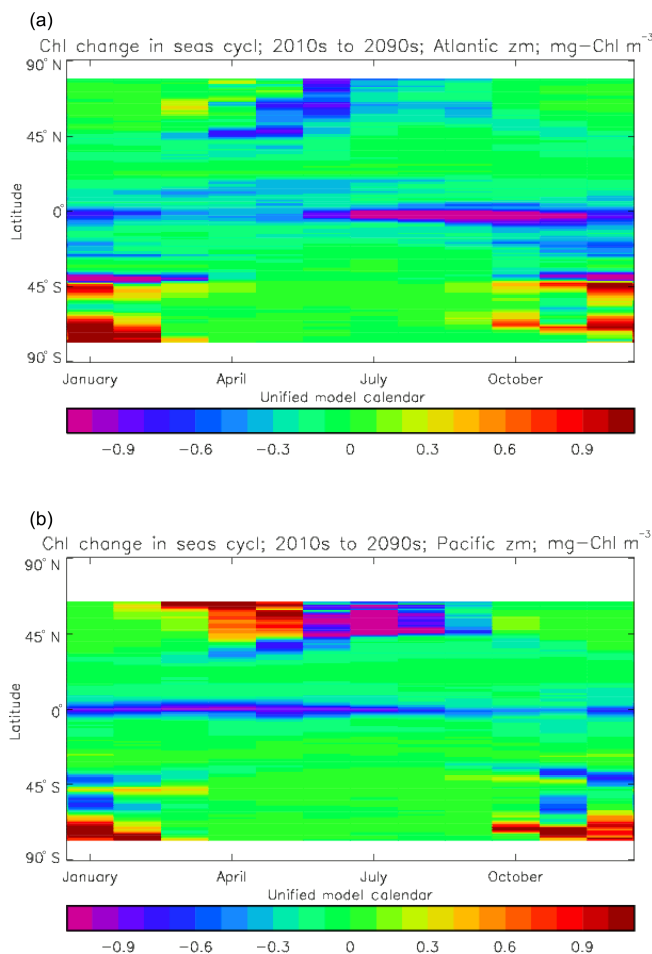 (a)
Chl change in seas cycl; 2010s to 2090s; Atlantic zm; mg-Chl m⁻³
90° N
45° N
0°
45° S
90° S
Latitude
January April July October
Unified model calendar
−0.9 −0.6 −0.3 0 0.3 0.6 0.9
(b)
Chl change in seas cycl; 2010s to 2090s; Pacific zm; mg-Chl m⁻³
90° N
45° N
0°
45° S
90° S
Latitude
January April July October
Unified model calendar
−0.9 −0.6 −0.3 0 0.3 0.6 0.9